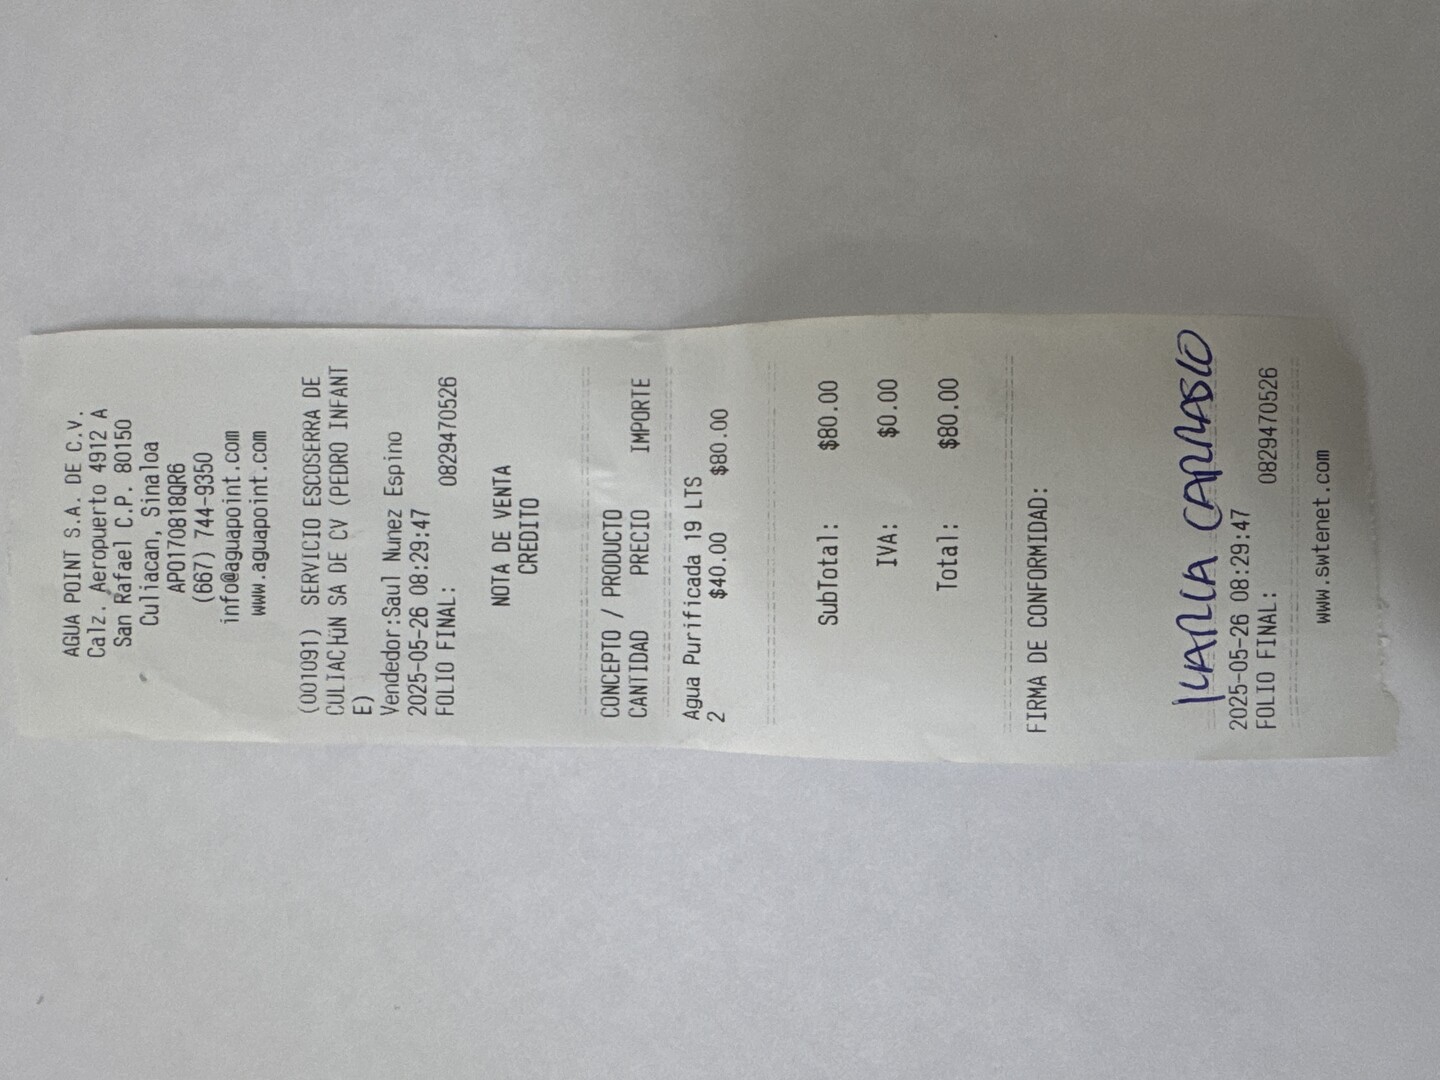 AGUA POINT S.A. DE C.V.
Calz. Aeropuerto 4912 A
San Rafael C.P. 80150
Culiacan, Sinaloa
APO170818QR6
(667) 744-9350
info@aguapoint.com
www.aguapoint.com
(001091) SERVICIO ESCOSERRA DE
CULIACHÚN SA DE CV (PEDRO INFANT
E)
Vendedor:Saul Nunez Espino
2025-05-26 08:29:47
FOLIO FINAL: 0829470526
NOTA DE VENTA
CREDITO
CONCEPTO / PRODUCTO
CANTIDAD PRECIO IMPORTE
Agua Purificada 19 LTS
2 $40.00 $80.00
SubTotal: $80.00
IVA: $0.00
Total: $80.00
FIRMA DE CONFORMIDAD:
KARLA CARRASCO
2025-05-26 08:29:47
FOLIO FINAL: 0829470526
www.swtenet.com